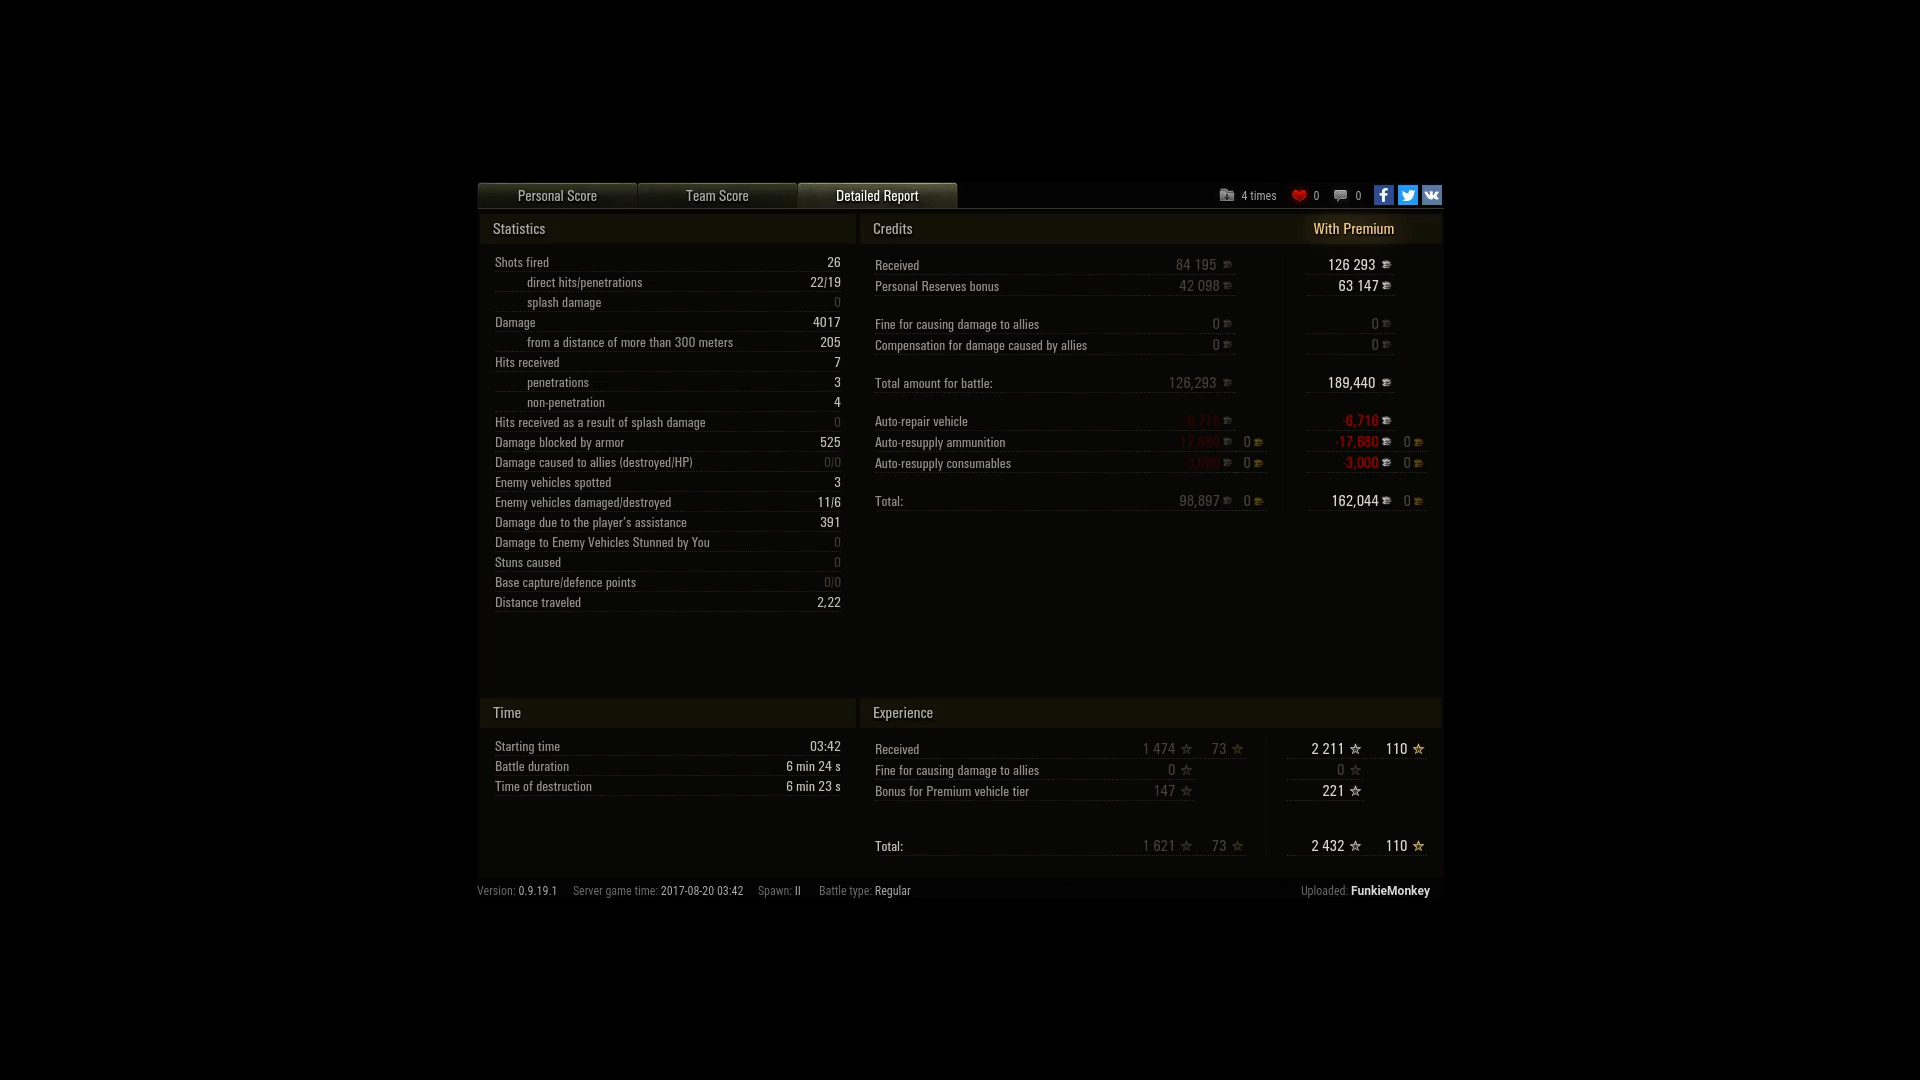 Personal Score Team Score Detailed Report 4 times 0 0
Statistics
Shots fired 26
direct hits/penetrations 22/19
splash damage 0
Damage 4017
from a distance of more than 300 meters 205
Hits received 7
penetrations 3
non-penetration 4
Hits received as a result of splash damage 0
Damage blocked by armor 525
Damage caused to allies (destroyed/HP) 0/0
Enemy vehicles spotted 3
Enemy vehicles damaged/destroyed 11/6
Damage due to the player's assistance 391
Damage to Enemy Vehicles Stunned by You 0
Stuns caused 0
Base capture/defence points 0/0
Distance traveled 2,22
Credits With Premium
Received 84 195 126 293
Personal Reserves bonus 42 098 63 147
Fine for causing damage to allies 0 0
Compensation for damage caused by allies 0 0
Total amount for battle: 126,293 189,440
Auto-repair vehicle -6,716 -6,716
Auto-resupply ammunition -17,680 0 -17,680 0
Auto-resupply consumables -3,000 0 -3,000 0
Total: 98,897 0 162,044 0
Time
Starting time 03:42
Battle duration 6 min 24 s
Time of destruction 6 min 23 s
Experience
Received 1 474 73 2 211 110
Fine for causing damage to allies 0 0
Bonus for Premium vehicle tier 147 221
Total: 1 621 73 2 432 110
Version: 0.9.19.1 Server game time: 2017-08-20 03:42 Spawn: II Battle type: Regular Uploaded: FunkieMonkey